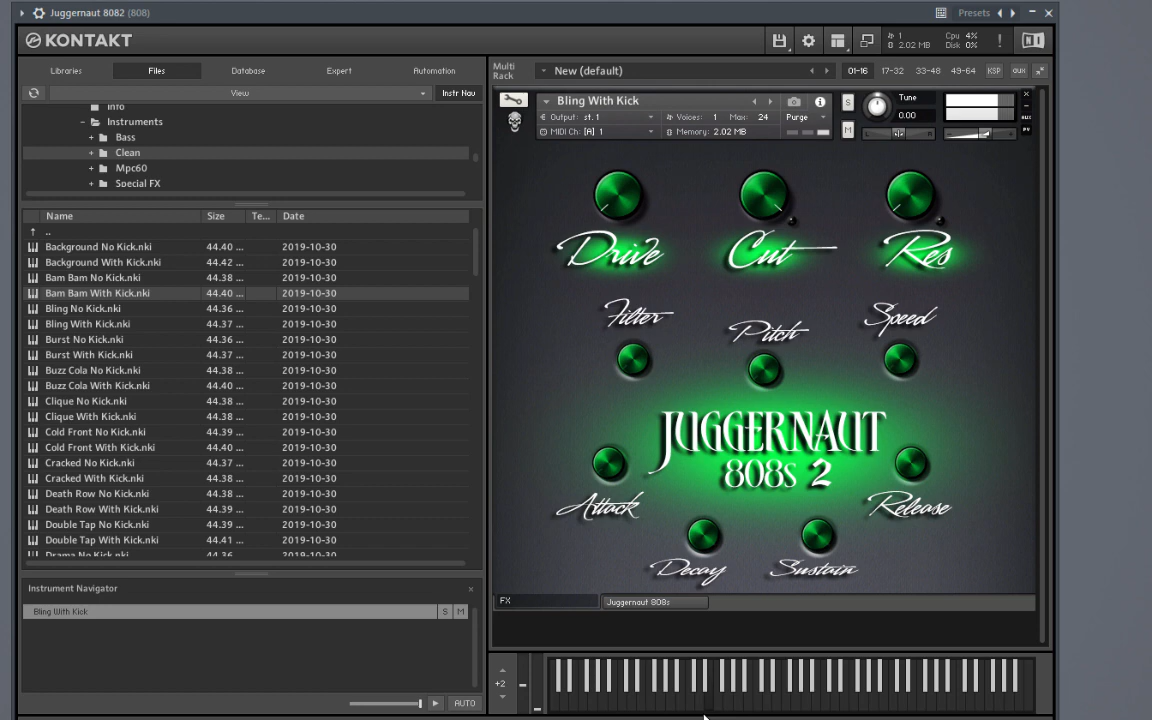 Juggernaut 8082 (808)
Presets
KONTAKT
1
2.02 MB
Cpu 4%
Disk 0%
!
Libraries
Files
Database
Expert
Automation
Multi
Rack
New (default)
01-16
17-32
33-48
49-64
KSP
aux
View
Instr Nav
Info
Instruments
Bass
Clean
Mpc60
Special FX
Name
Size
Te...
Date
..
Background No Kick.nki 44.40 ... 2019-10-30
Background With Kick.nki 44.42 ... 2019-10-30
Bam Bam No Kick.nki 44.38 ... 2019-10-30
Bam Bam With Kick.nki 44.40 ... 2019-10-30
Bling No Kick.nki 44.36 ... 2019-10-30
Bling With Kick.nki 44.37 ... 2019-10-30
Burst No Kick.nki 44.36 ... 2019-10-30
Burst With Kick.nki 44.37 ... 2019-10-30
Buzz Cola No Kick.nki 44.38 ... 2019-10-30
Buzz Cola With Kick.nki 44.40 ... 2019-10-30
Clique No Kick.nki 44.38 ... 2019-10-30
Clique With Kick.nki 44.38 ... 2019-10-30
Cold Front No Kick.nki 44.39 ... 2019-10-30
Cold Front With Kick.nki 44.40 ... 2019-10-30
Cracked No Kick.nki 44.37 ... 2019-10-30
Cracked With Kick.nki 44.38 ... 2019-10-30
Death Row No Kick.nki 44.38 ... 2019-10-30
Death Row With Kick.nki 44.39 ... 2019-10-30
Double Tap No Kick.nki 44.39 ... 2019-10-30
Double Tap With Kick.nki 44.41 ... 2019-10-30
Drama No Kick.nki 44.36 ... 2019-10-30
Instrument Navigator
Bling With Kick
S M
AUTO
Bling With Kick
Output: st. 1
Voices: 1 Max: 24
Purge
MIDI Ch: [A] 1
Memory: 2.02 MB
S
M
Tune
0.00
aux
pv
Drive
Cut
Res
Filter
Pitch
Speed
JUGGERNAUT
808s 2
Attack
Release
Decay
Sustain
FX
Juggernaut 808s
+2